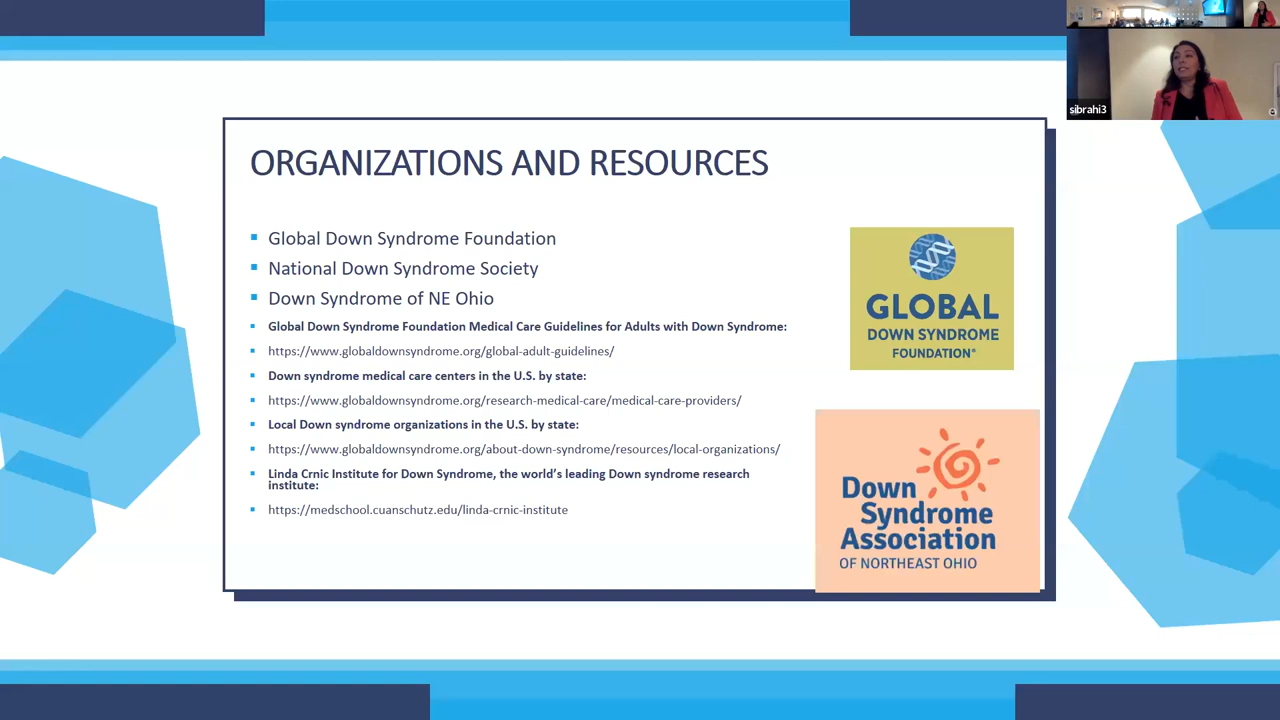 sibrahi3
ORGANIZATIONS AND RESOURCES
Global Down Syndrome Foundation
National Down Syndrome Society
Down Syndrome of NE Ohio
Global Down Syndrome Foundation Medical Care Guidelines for Adults with Down Syndrome:
https://www.globaldownsyndrome.org/global-adult-guidelines/
Down syndrome medical care centers in the U.S. by state:
https://www.globaldownsyndrome.org/research-medical-care/medical-care-providers/
Local Down syndrome organizations in the U.S. by state:
https://www.globaldownsyndrome.org/about-down-syndrome/resources/local-organizations/
Linda Crnic Institute for Down Syndrome, the world’s leading Down syndrome research
institute:
https://medschool.cuanschutz.edu/linda-crnic-institute
GLOBAL
DOWN SYNDROME
FOUNDATION®
Down
Syndrome
Association
OF NORTHEAST OHIO